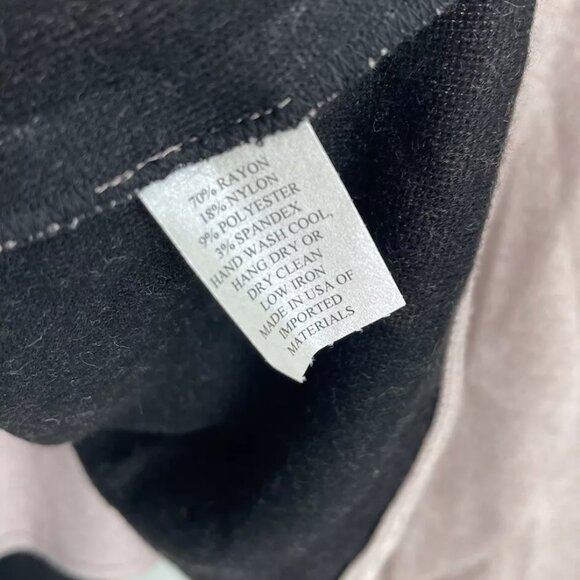 70% RAYON
18% NYLON
9% POLYESTER
3% SPANDEX
HAND WASH COOL,
HANG DRY OR
DRY CLEAN
LOW IRON
MADE IN USA OF
IMPORTED
MATERIALS